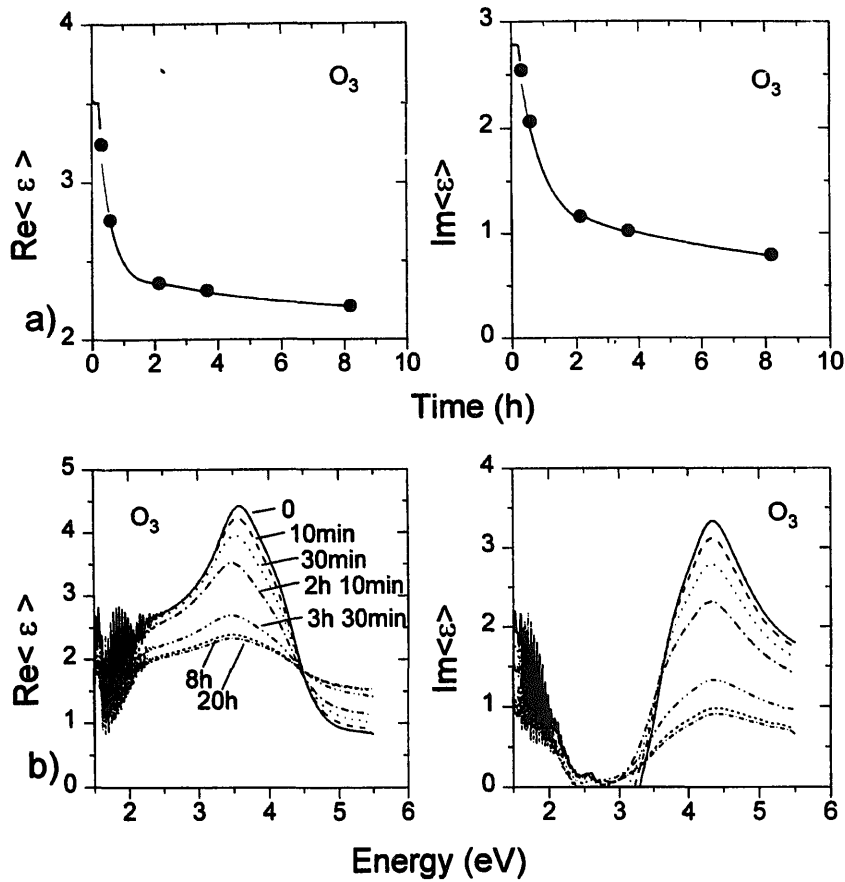 4
3
2
Re< ε >
O₃
0 2 4 6 8 10
a)
3
2
1
0
Im<ε>
O₃
0 2 4 6 8 10
Time (h)
5
4
3
2
1
0
Re< ε >
O₃
0
10min
30min
2h 10min
3h 30min
8h
20h
2 3 4 5 6
b)
4
3
2
1
0
Im<ε>
O₃
2 3 4 5 6
Energy (eV)